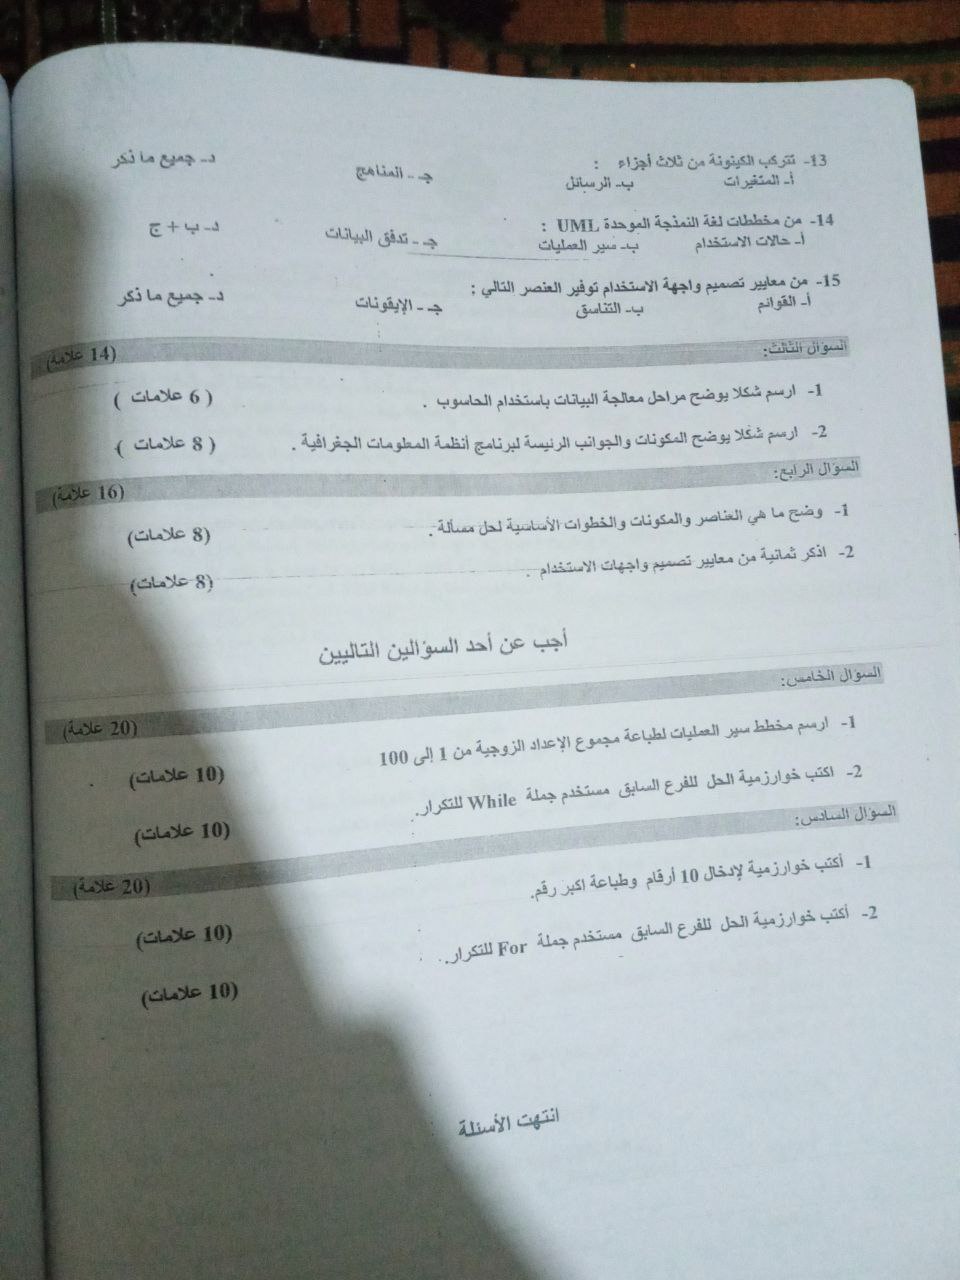 13- تتركب الكينونة من ثلاث أجزاء :
أ- المتغيرات ب- الرسائل جـ - المناهج د- جميع ما ذكر
14- من مخططات لغة النمذجة الموحدة UML :
أ- حالات الاستخدام ب- سير العمليات جـ - تدفق البيانات د- ب + ج
15- من معايير تصميم واجهة الاستخدام توفير العنصر التالي ;
أ- القوائم ب- التناسق جـ - الإيقونات د- جميع ما ذكر
السؤال الثالث: (14 علامة)
1- ارسم شكلا يوضح مراحل معالجة البيانات باستخدام الحاسوب . ( 6 علامات )
2- ارسم شكلا يوضح المكونات والجوانب الرئيسة لبرنامج أنظمة المعلومات الجغرافية . ( 8 علامات )
السؤال الرابع: (16 علامة)
1- وضح ما هي العناصر والمكونات والخطوات الأساسية لحل مسألة . (8 علامات)
2- اذكر ثمانية من معايير تصميم واجهات الاستخدام . (8 علامات)
أجب عن أحد السؤالين التاليين
السؤال الخامس: (20 علامة)
1- ارسم مخطط سير العمليات لطباعة مجموع الإعداد الزوجية من 1 إلى 100 (10 علامات)
2- اكتب خوارزمية الحل للفرع السابق مستخدم جملة While للتكرار. (10 علامات)
السؤال السادس: (20 علامة)
1- أكتب خوارزمية لإدخال 10 أرقام وطباعة اكبر رقم. (10 علامات)
2- أكتب خوارزمية الحل للفرع السابق مستخدم جملة For للتكرار. (10 علامات)
انتهت الأسئلة